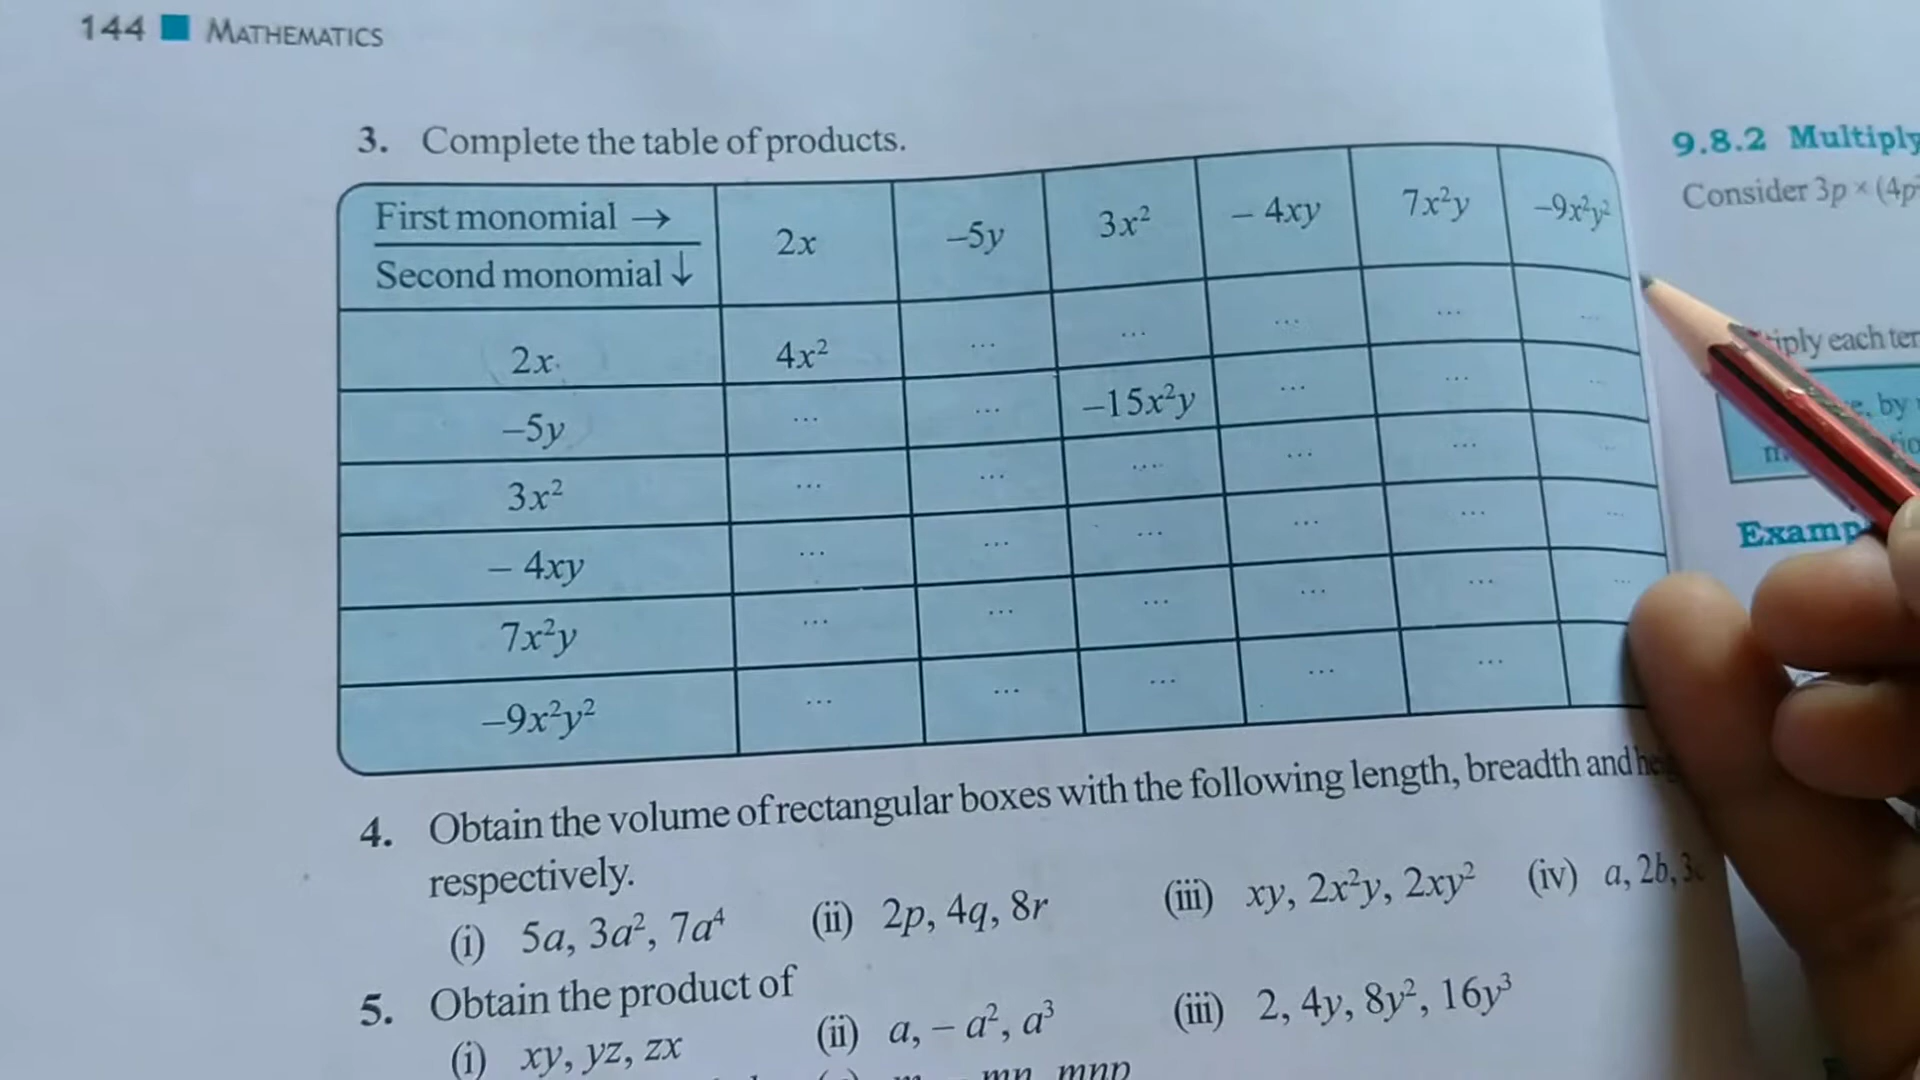 144 MATHEMATICS
3. Complete the table of products.
First monomial → 2x –5y 3x² – 4xy 7x²y –9x²y²
Second monomial ↓
2x 4x² ... ... ... ... ...
–5y ... ... –15x²y ... ... ...
3x² ... ... ... ... ... ...
– 4xy ... ... ... ... ... ...
7x²y ... ... ... ... ... ...
–9x²y² ... ... ... ... ...
4. Obtain the volume of rectangular boxes with the following length, breadth and
respectively.
(i) 5a, 3a², 7a⁴ (ii) 2p, 4q, 8r (iii) xy, 2x²y, 2xy² (iv) a, 2b,
5. Obtain the product of
(i) xy, yz, zx (ii) a, – a², a³ (iii) 2, 4y, 8y², 16y³
mn, mnp
9.8.2 Multiply
Consider 3p × (4p
each
by